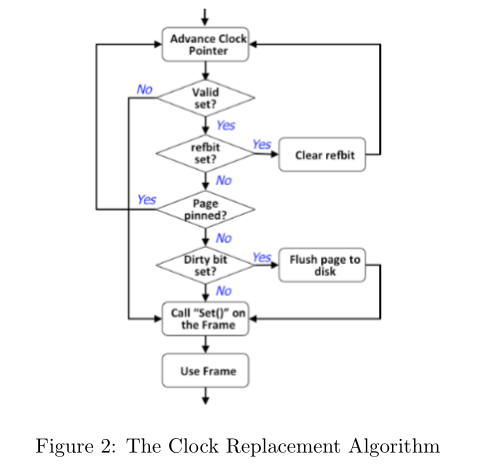 Advance Clock
Pointer
No
Valid
set?
Yes
refbit
set?
Yes
Clear refbit
No
Yes
Page
pinned?
No
Dirty bit
set?
Yes
Flush page to
disk
No
Call "Set()" on
the Frame
Use Frame
Figure 2: The Clock Replacement Algorithm